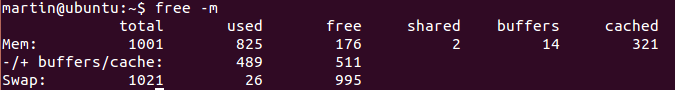 martin@ubuntu:~$ free -m
             total       used       free     shared    buffers     cached
Mem:          1001        825        176          2         14        321
-/+ buffers/cache:        489        511
Swap:         1021         26        995